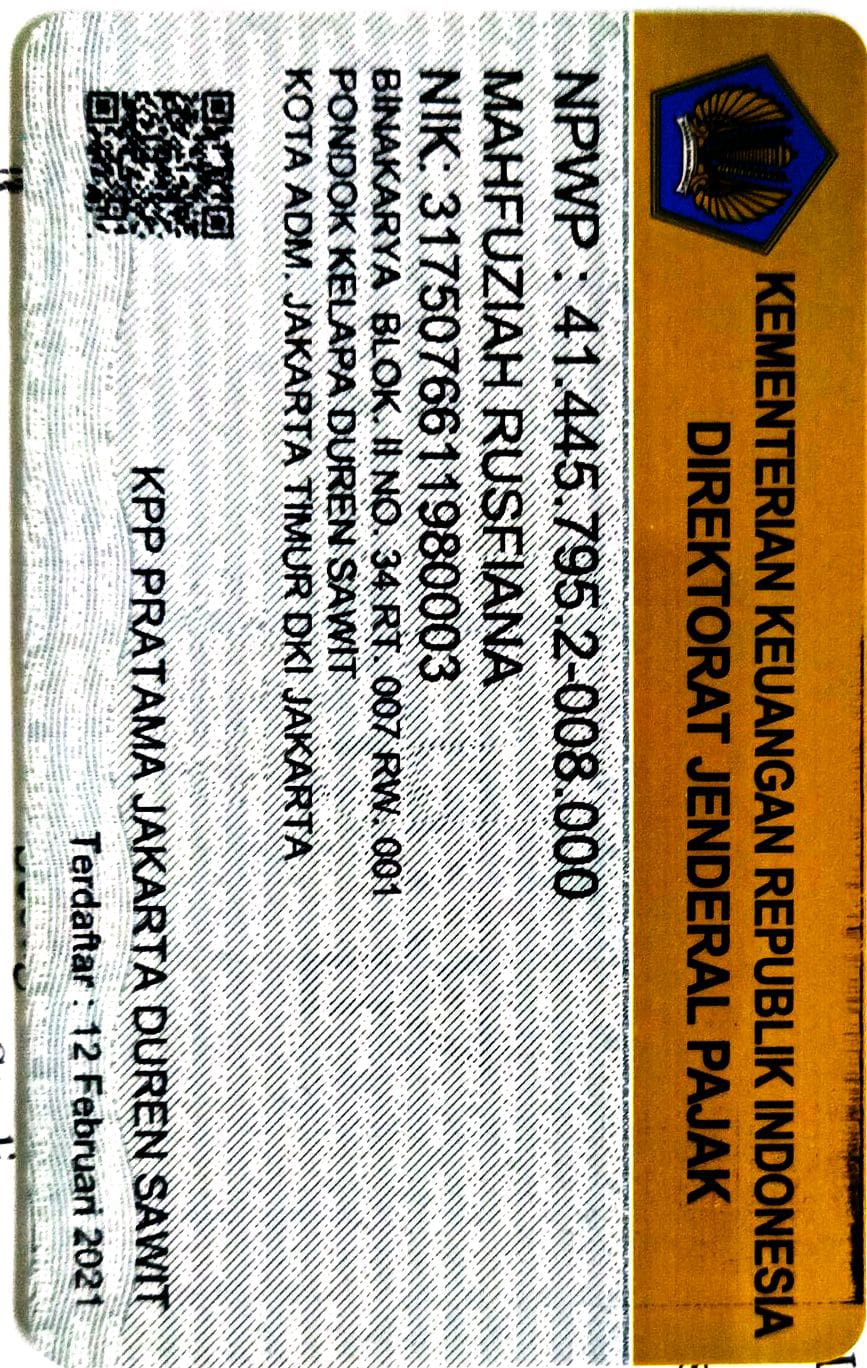 KEMENTERIAN KEUANGAN REPUBLIK INDONESIA
DIREKTORAT JENDERAL PAJAK
NPWP : 41.445.795.2-008.000
MAHFUZIAH RUSFIANA
NIK: 3175076611980003
BINAKARYA BLOK. II NO. 34 RT. 007 RW. 001
PONDOK KELAPA DUREN SAWIT
KOTA ADM. JAKARTA TIMUR DKI JAKARTA
KPP PRATAMA JAKARTA DUREN SAWIT
Terdaftar : 12 Februari 2021